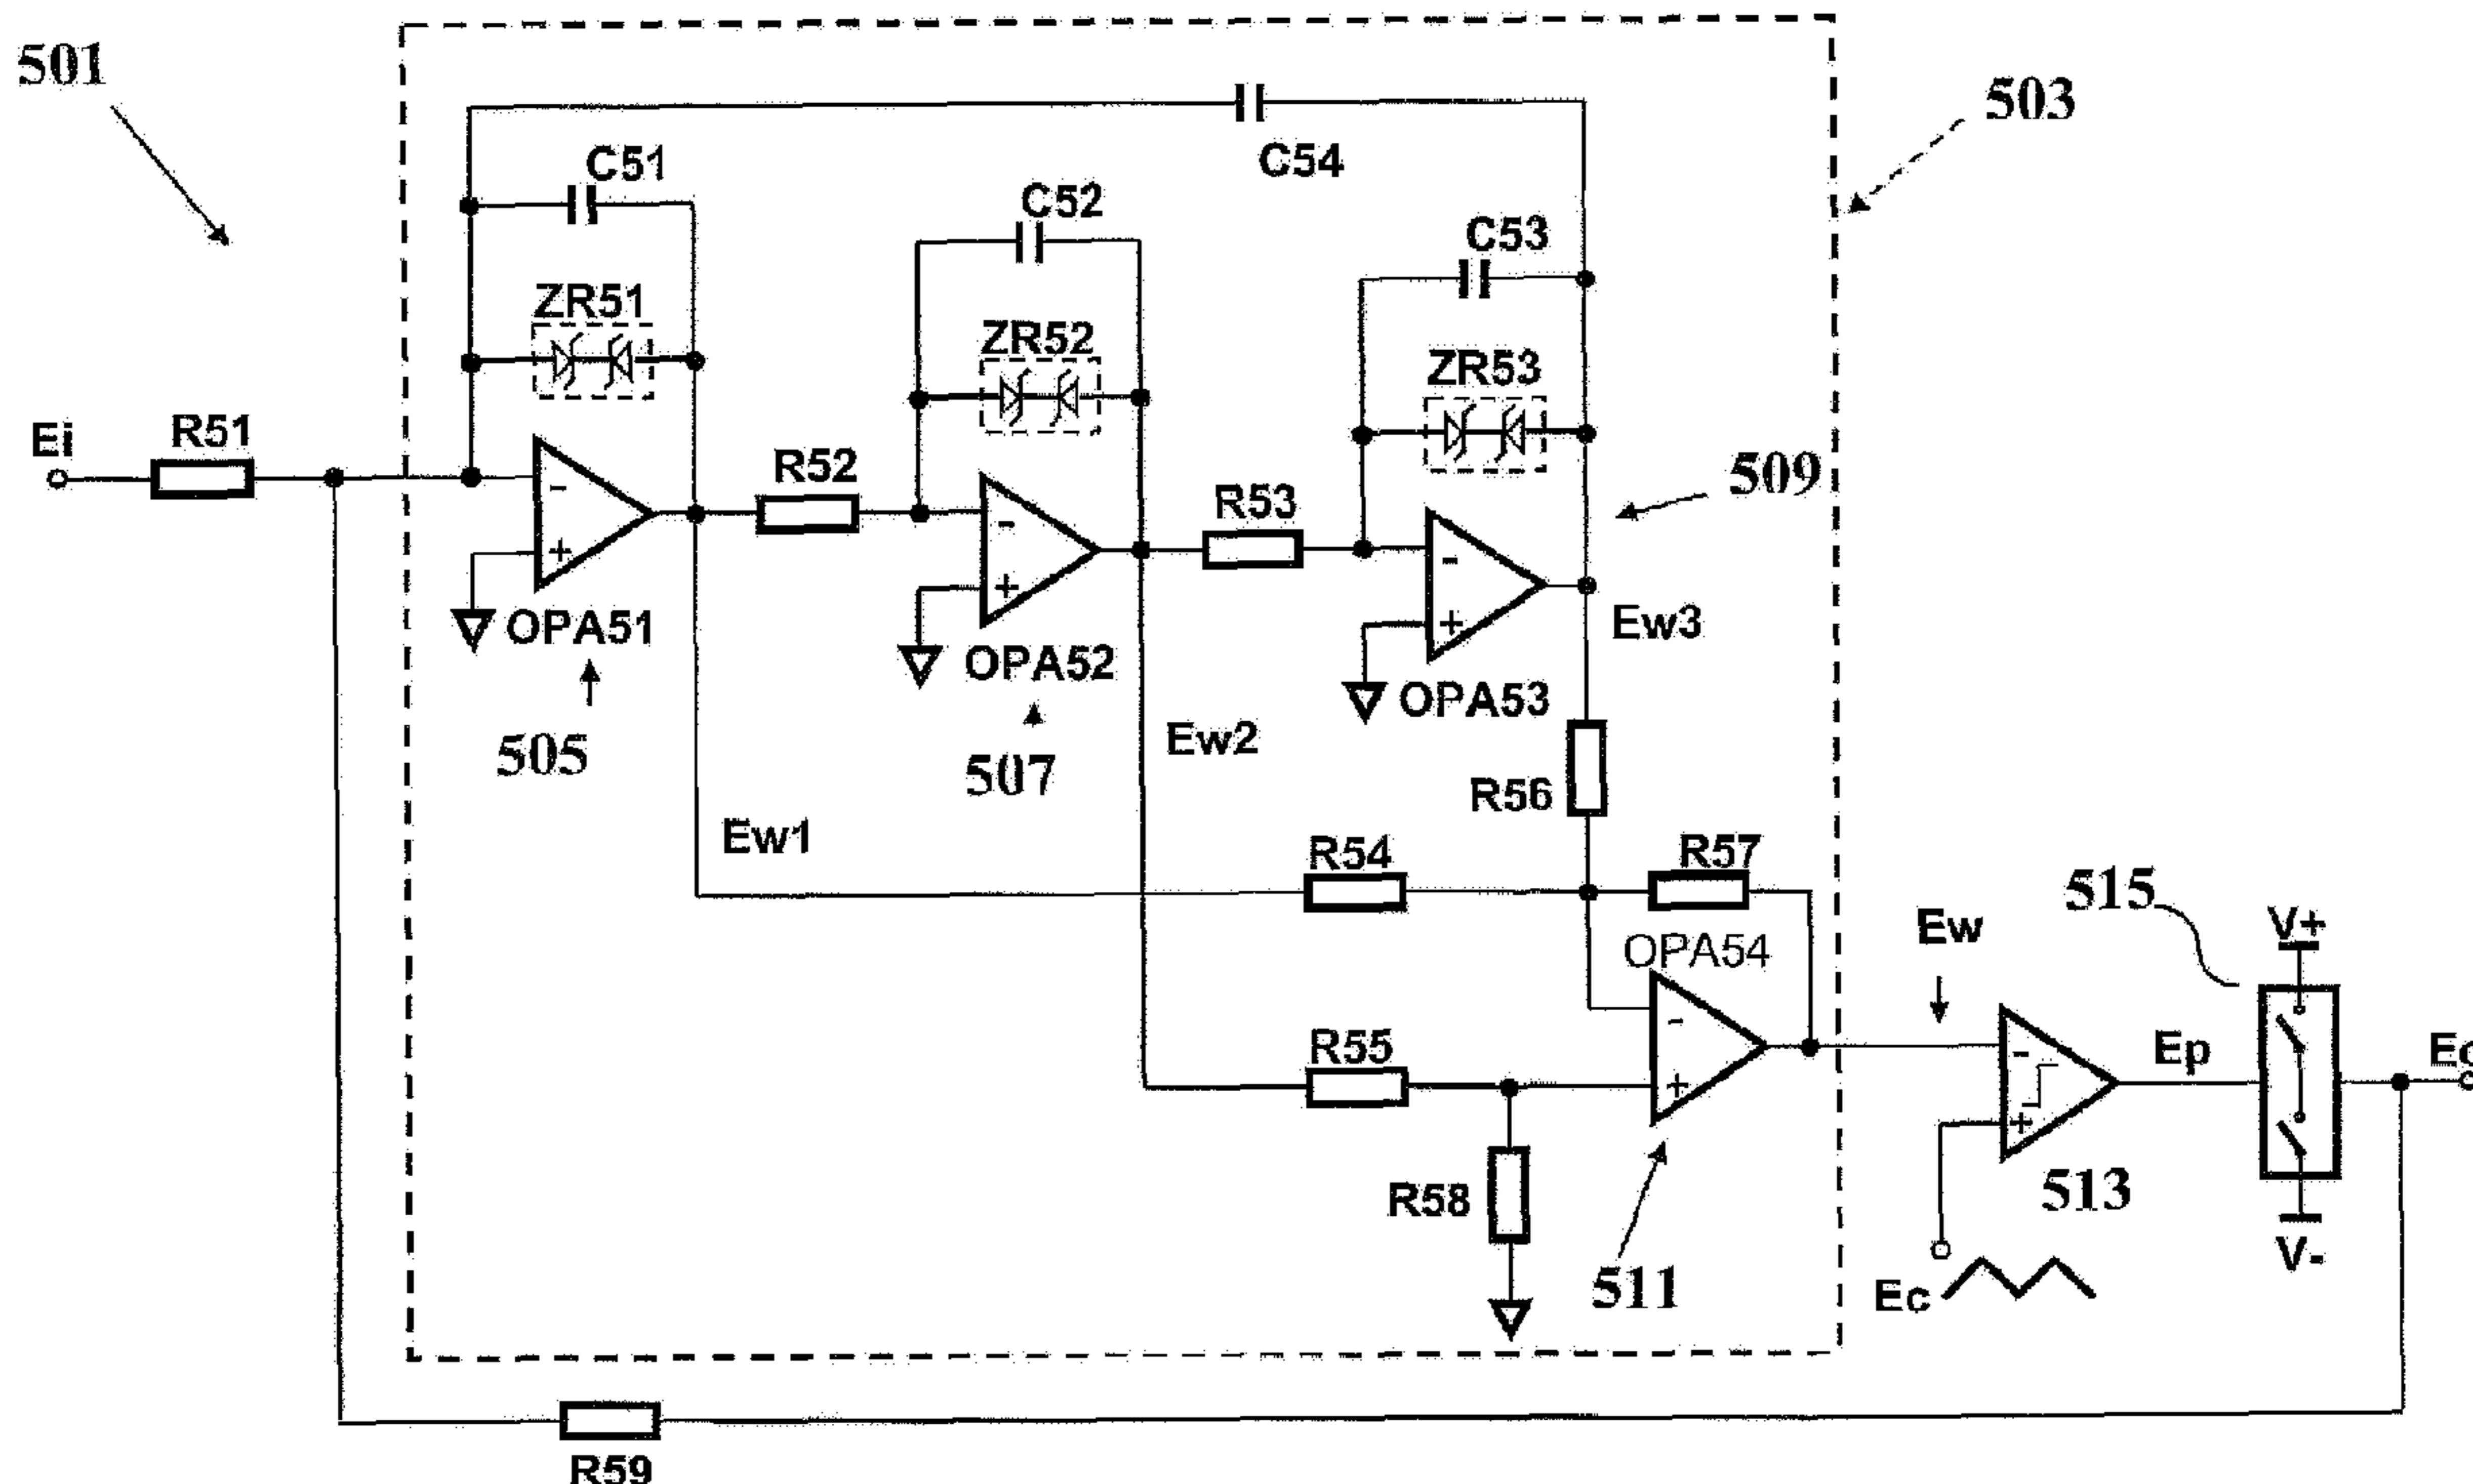 501
503
C51
C54
C52
C53
ZR51
ZR52
ZR53
Ei
R51
R52
R53
509
-
+
OPA51
-
+
OPA52
-
+
OPA53
Ew3
505
507
Ew2
R56
Ew1
R54
R57
515
V+
Ew
OPA54
R55
-
+
-
+
Ep
R58
513
V-
511
Ec
R59